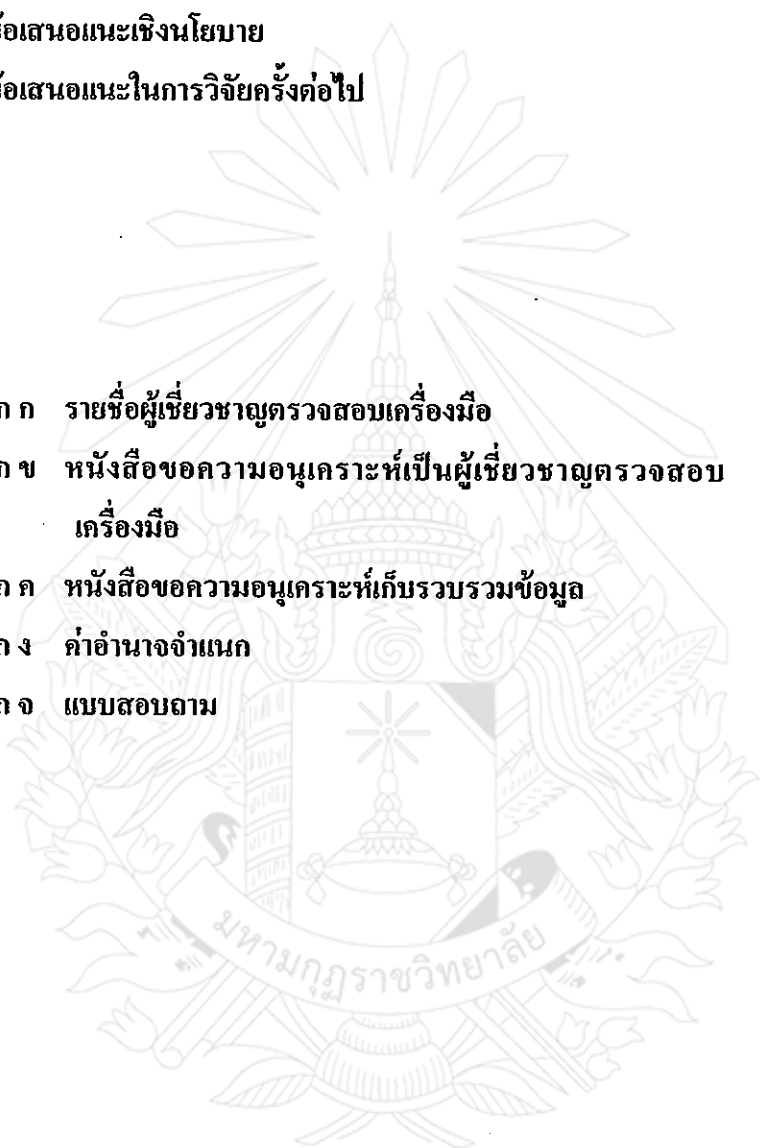 ข้อเสนอแนะเชิงนโยบาย
ข้อเสนอแนะในการวิจัยครั้งต่อไป
ก ก รายชื่อผู้เชี่ยวชาญตรวจสอบเครื่องมือ
ก ข หนังสือขอความอนุเคราะห์เป็นผู้เชี่ยวชาญตรวจสอบ
เครื่องมือ
ก ค หนังสือขอความอนุเคราะห์เก็บรวบรวมข้อมูล
ก ง ค่าอำนาจจำแนก
ก จ แบบสอบถาม
มหามกุฏราชวิทยาลัย